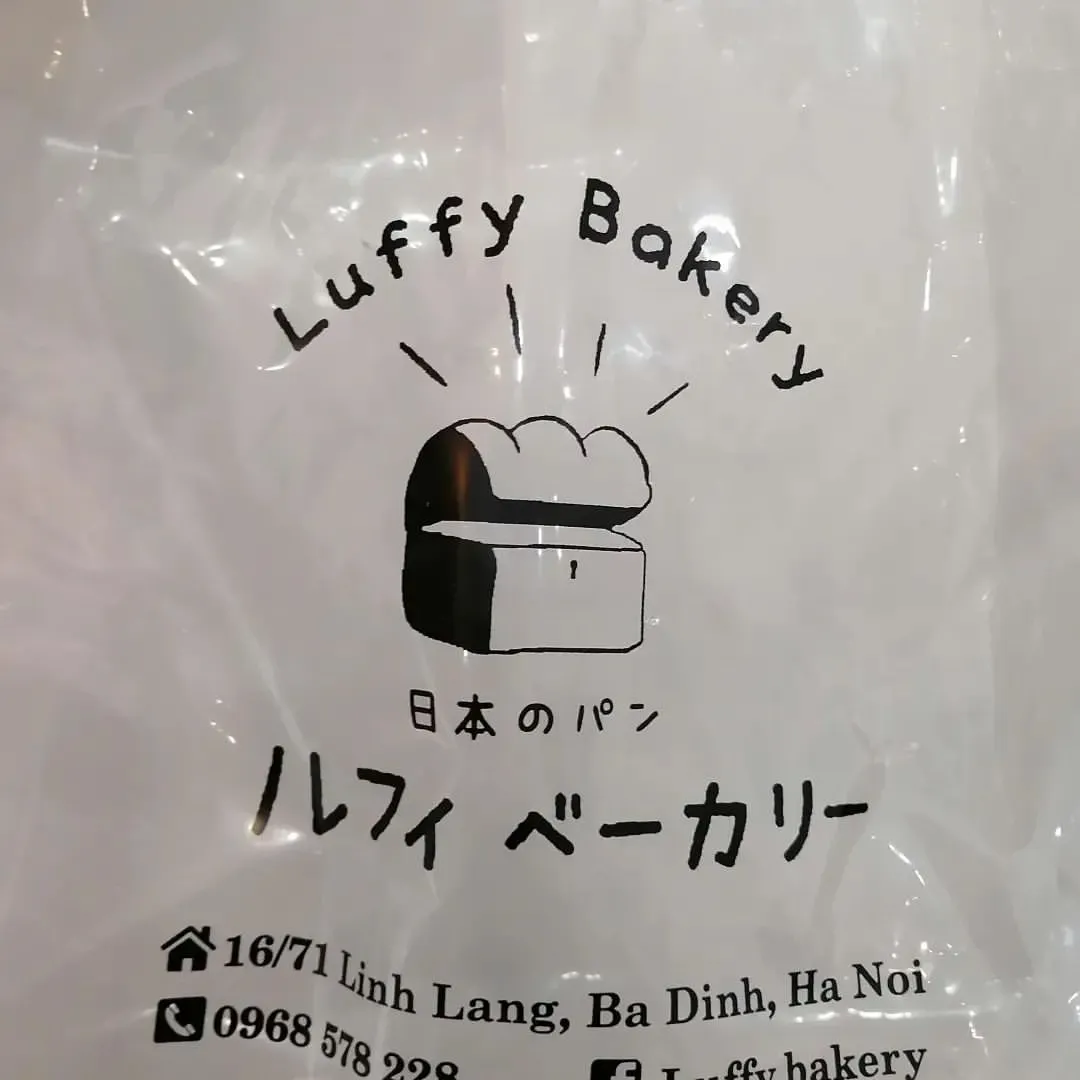 Luffy Bakery
日本のパン
ルフィ ベーカリー
16/71 Linh Lang, Ba Dinh, Ha Noi
0968 578 228
Luffy bakery